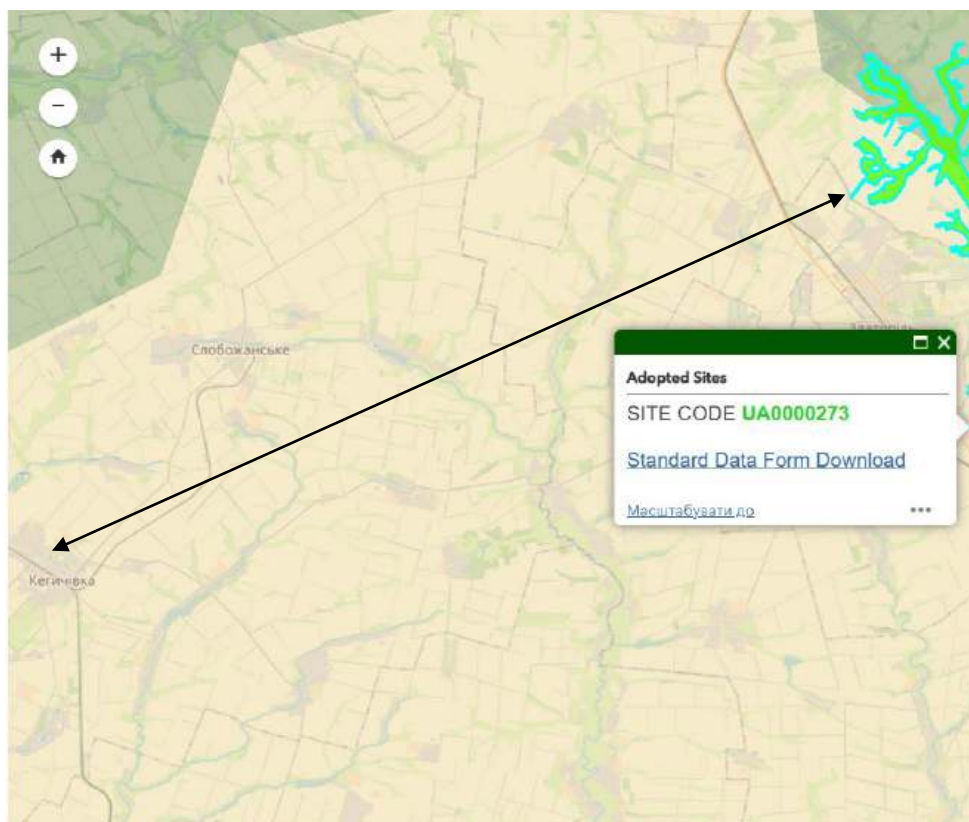 +
−
Слобожанське
Adopted Sites
SITE CODE UA0000273
Standard Data Form Download
Масштабувати до
Кегичівка